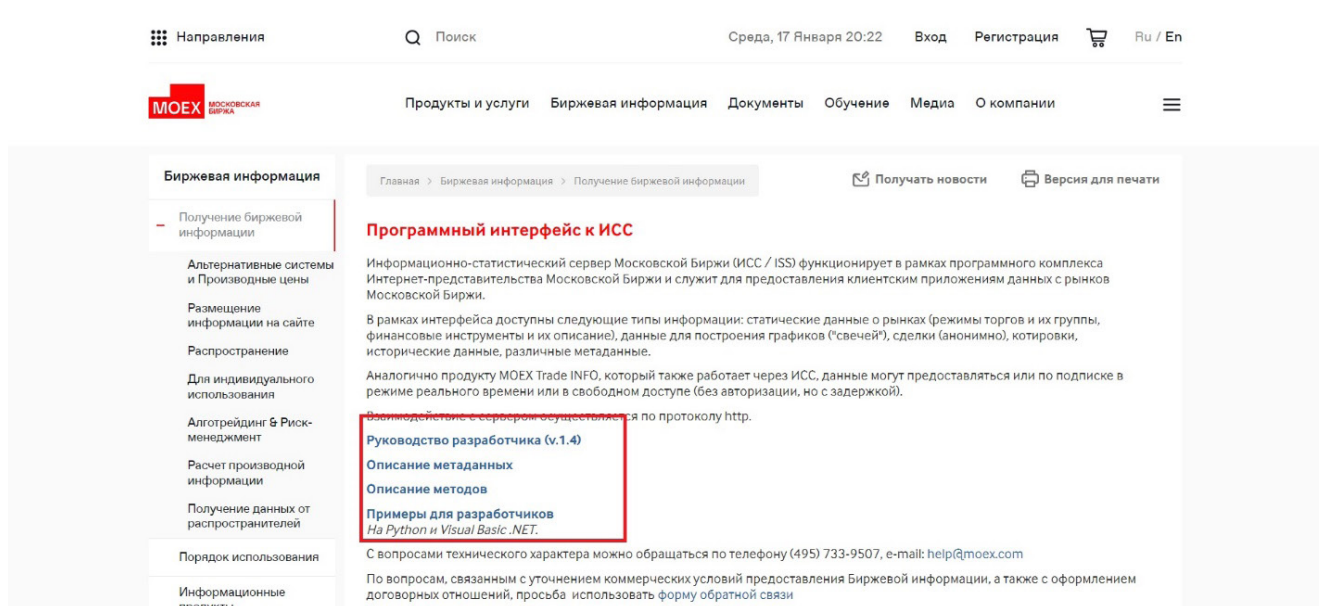 Направления
Поиск
Среда, 17 Января 20:22
Вход
Регистрация
Ru / En
MOEX МОСКОВСКАЯ
БИРЖА
Продукты и услуги
Биржевая информация
Документы
Обучение
Медиа
О компании
Биржевая информация
Получение биржевой
информации
Альтернативные системы
и Производные цены
Размещение
информации на сайте
Распространение
Для индивидуального
использования
Алготрейдинг & Риск-
менеджмент
Расчет производной
информации
Получение данных от
распространителей
Порядок использования
Информационные
продукты
Главная > Биржевая информация > Получение биржевой информации
Получать новости
Версия для печати
Программный интерфейс к ИСС
Информационно-статистический сервер Московской Биржи (ИСС / ISS) функционирует в рамках программного комплекса
Интернет-представительства Московской Биржи и служит для предоставления клиентским приложениям данных с рынков
Московской Биржи.
В рамках интерфейса доступны следующие типы информации: статические данные о рынках (режимы торгов и их группы,
финансовые инструменты и их описание), данные для построения графиков ("свечей"), сделки (анонимно), котировки,
исторические данные, различные метаданные.
Аналогично продукту MOEX Trade INFO, который также работает через ИСС, данные могут предоставляться или по подписке в
режиме реального времени или в свободном доступе (без авторизации, но с задержкой).
Взаимодействие с сервером осуществляется по протоколу http.
Руководство разработчика (v.1.4)
Описание метаданных
Описание методов
Примеры для разработчиков
На Python и Visual Basic .NET.
С вопросами технического характера можно обращаться по телефону (495) 733-9507, e-mail: help@moex.com
По вопросам, связанным с уточнением коммерческих условий предоставления Биржевой информации, а также с оформлением
договорных отношений, просьба использовать форму обратной связи